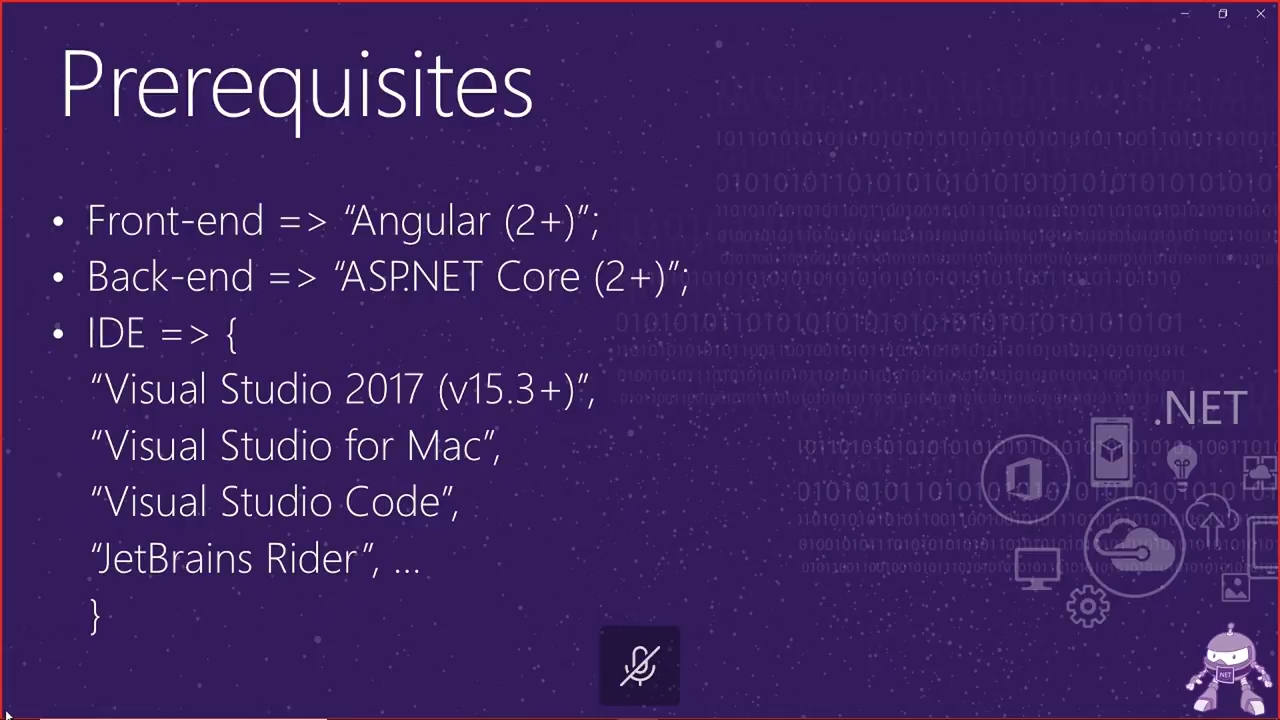 Prerequisites
• Front-end => “Angular (2+)”;
• Back-end => “ASP.NET Core (2+)”;
• IDE => {
“Visual Studio 2017 (v15.3+)”,
“Visual Studio for Mac”,
“Visual Studio Code”,
“JetBrains Rider”, ...
}
.NET
NET